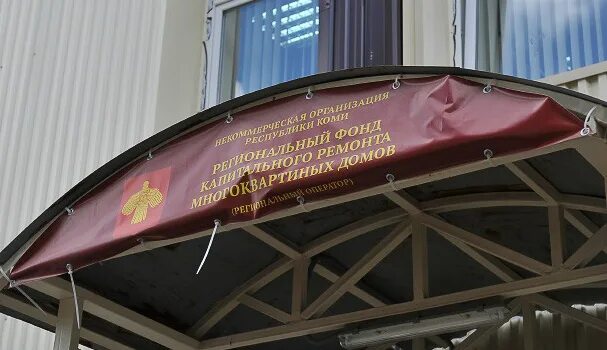 НЕКОММЕРЧЕСКАЯ ОРГАНИЗАЦИЯ
РЕСПУБЛИКИ КОМИ
РЕГИОНАЛЬНЫЙ ФОНД
КАПИТАЛЬНОГО РЕМОНТА
МНОГОКВАРТИРНЫХ ДОМОВ
(РЕГИОНАЛЬНЫЙ ОПЕРАТОР)